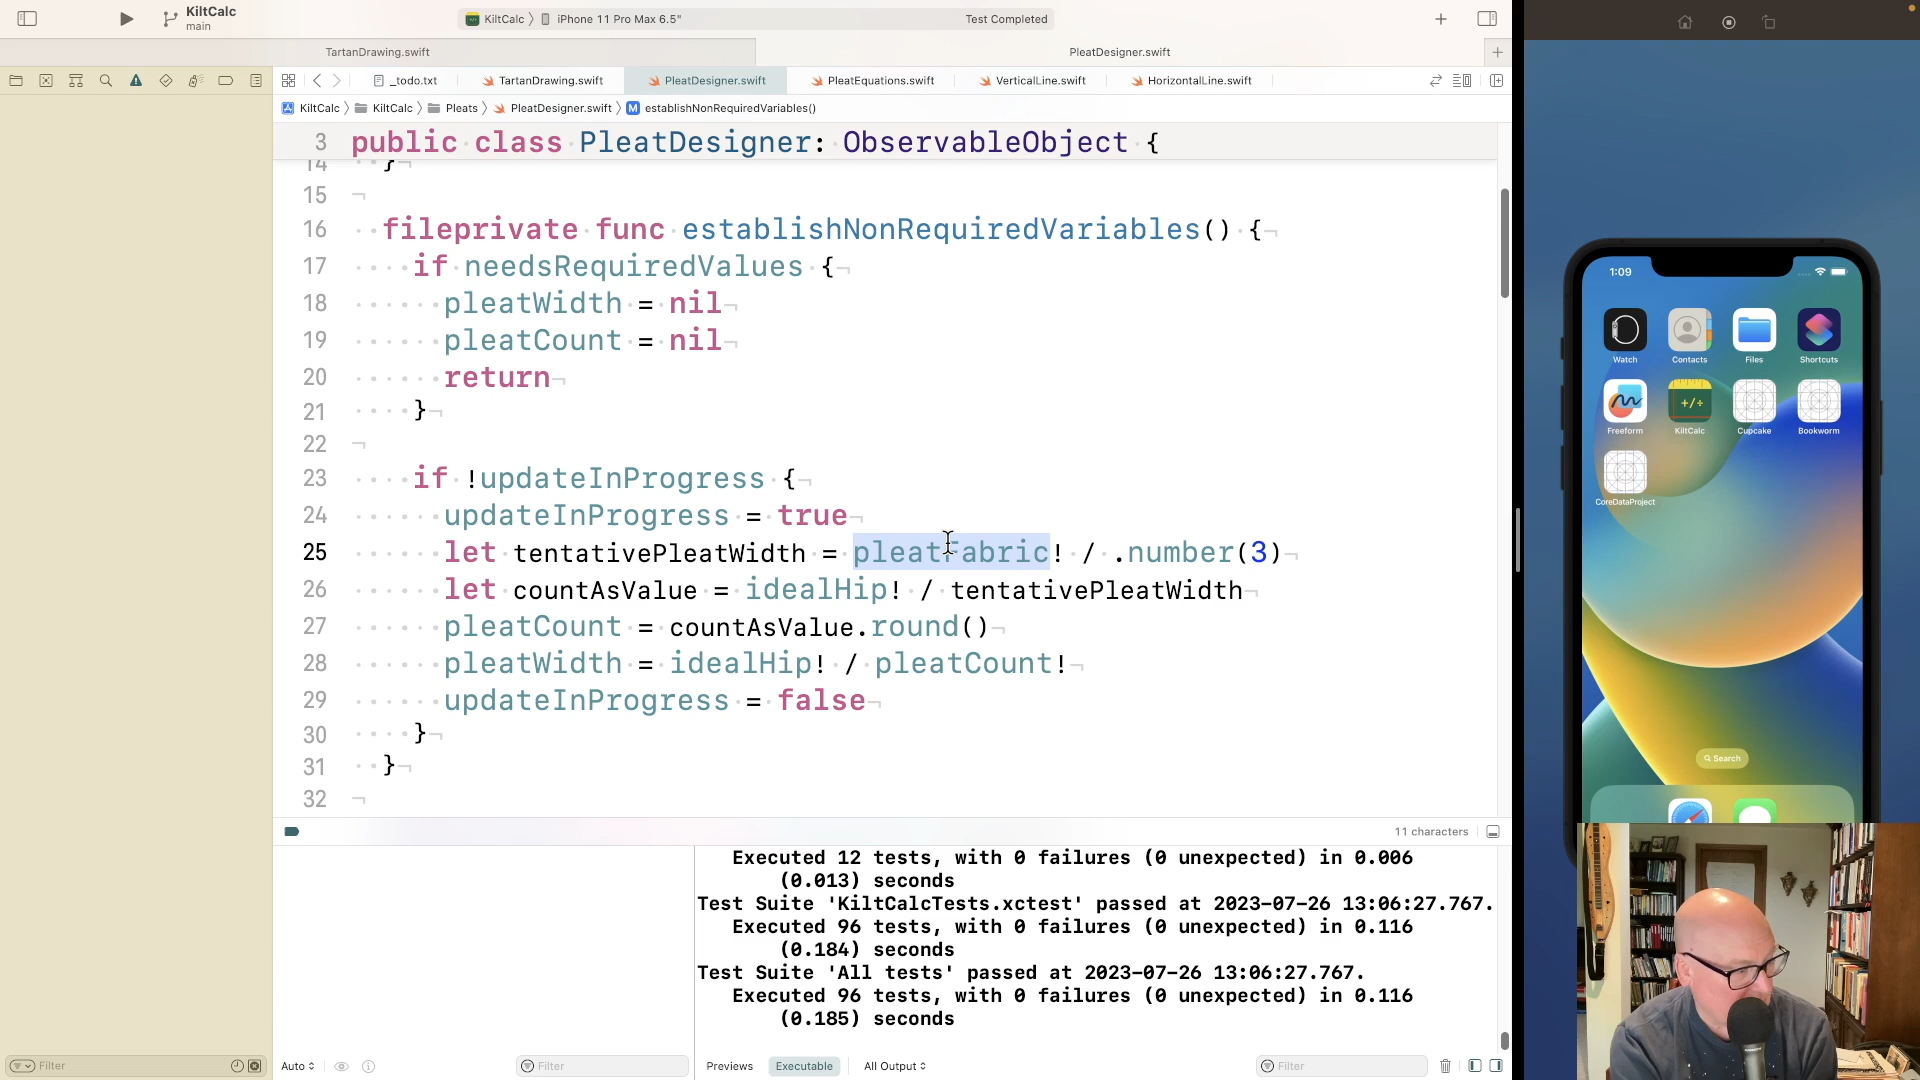 KiltCalc
main
KiltCalc 〉 iPhone 11 Pro Max 6.5"
Test Completed
TartanDrawing.swift
PleatDesigner.swift
_todo.txt
TartanDrawing.swift
PleatDesigner.swift
PleatEquations.swift
VerticalLine.swift
HorizontalLine.swift
KiltCalc 〉 KiltCalc 〉 Pleats 〉 PleatDesigner.swift 〉 M establishNonRequiredVariables()
3 public class PleatDesigner: ObservableObject {
14 }
15
16 fileprivate func establishNonRequiredVariables() {
17 if needsRequiredValues {
18 pleatWidth = nil
19 pleatCount = nil
20 return
21 }
22
23 if !updateInProgress {
24 updateInProgress = true
25 let tentativePleatWidth = pleatFabric! / .number(3)
26 let countAsValue = idealHip! / tentativePleatWidth
27 pleatCount = countAsValue.round()
28 pleatWidth = idealHip! / pleatCount!
29 updateInProgress = false
30 }
31 }
32
11 characters
Executed 12 tests, with 0 failures (0 unexpected) in 0.006
(0.013) seconds
Test Suite 'KiltCalcTests.xctest' passed at 2023-07-26 13:06:27.767.
Executed 96 tests, with 0 failures (0 unexpected) in 0.116
(0.184) seconds
Test Suite 'All tests' passed at 2023-07-26 13:06:27.767.
Executed 96 tests, with 0 failures (0 unexpected) in 0.116
(0.185) seconds
Filter
Auto
Filter
Previews
Executable
All Output
Filter
1:09
Watch
Contacts
Files
Shortcuts
Freeform
+/÷
KiltCalc
Cupcake
Bookworm
CoreDataProject
Search